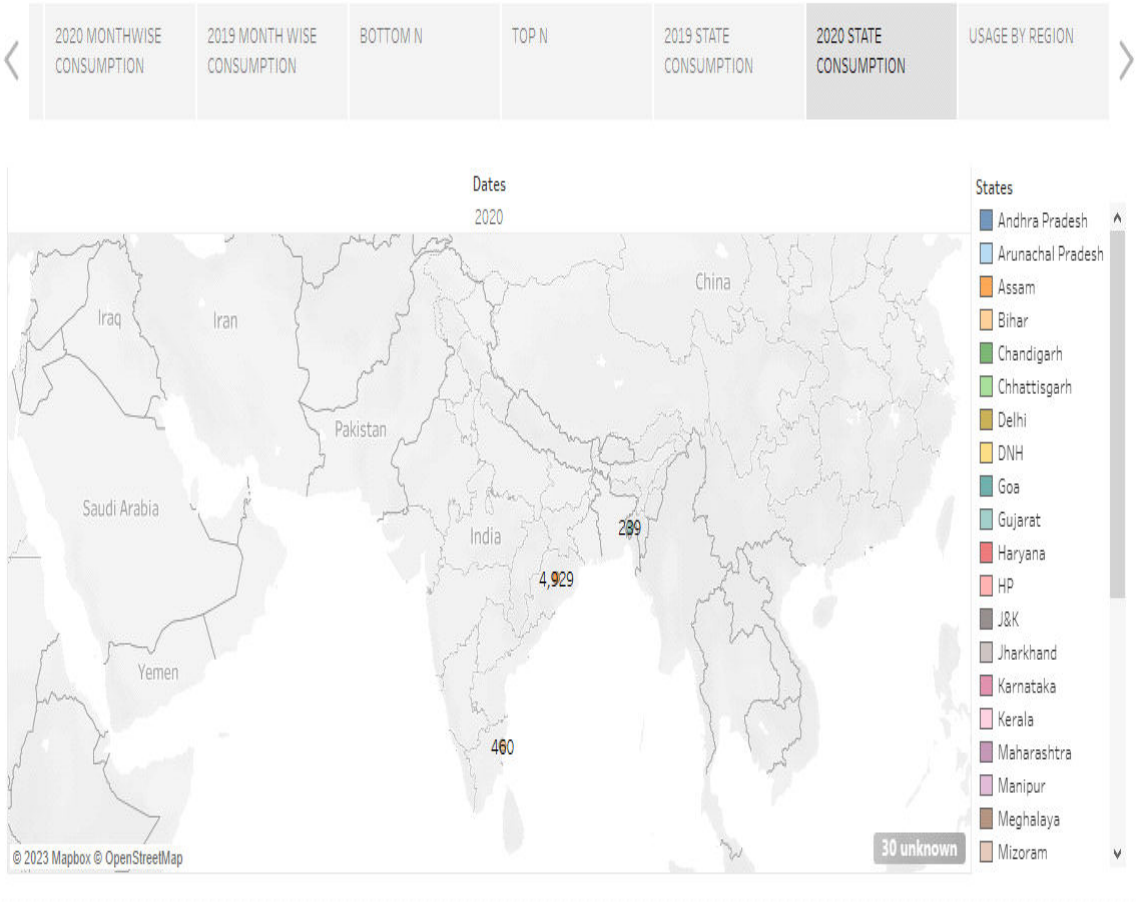 2020 MONTHWISE
CONSUMPTION
2019 MONTH WISE
CONSUMPTION
BOTTOM N
TOP N
2019 STATE
CONSUMPTION
2020 STATE
CONSUMPTION
USAGE BY REGION
Dates
2020
China
Iraq
Iran
Pakistan
Saudi Arabia
India
239
4,929
Yemen
460
© 2023 Mapbox © OpenStreetMap
30 unknown
States
Andhra Pradesh
Arunachal Pradesh
Assam
Bihar
Chandigarh
Chhattisgarh
Delhi
DNH
Goa
Gujarat
Haryana
HP
J&K
Jharkhand
Karnataka
Kerala
Maharashtra
Manipur
Meghalaya
Mizoram